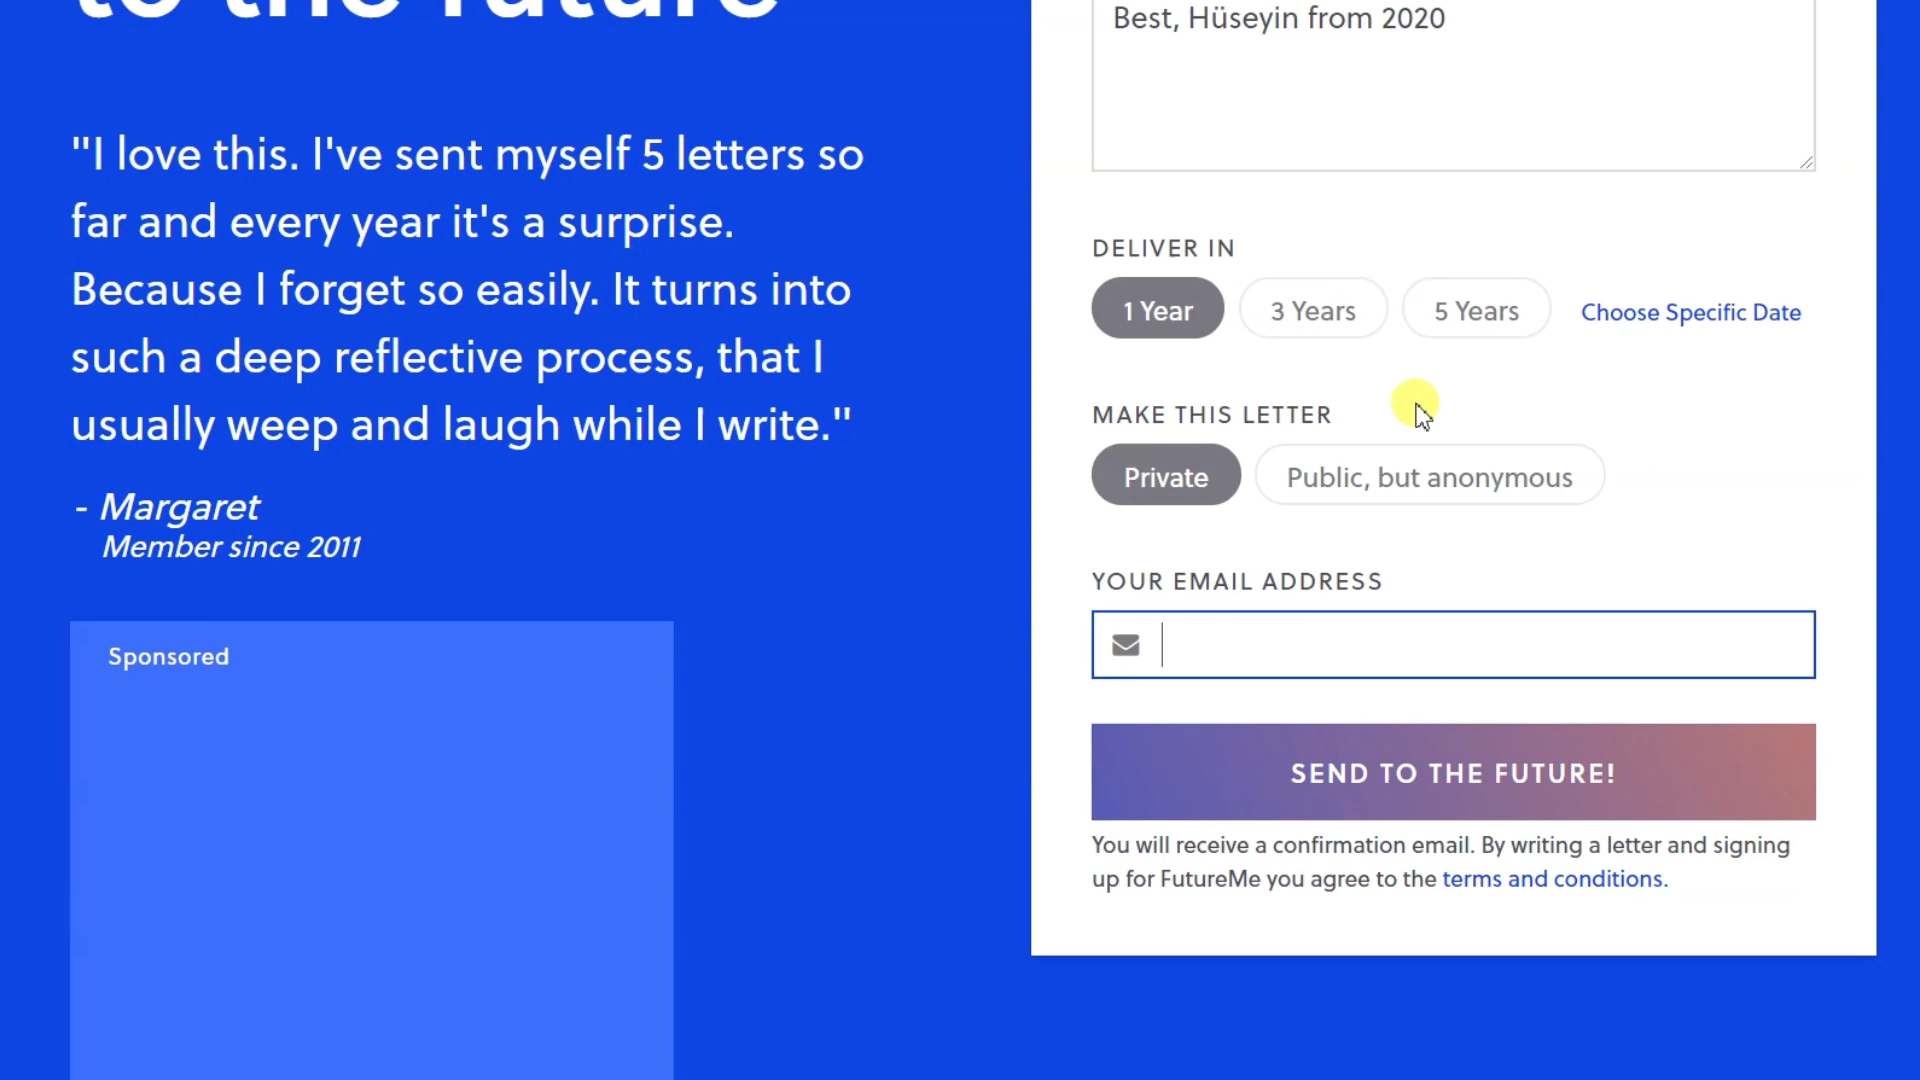 to the future
"I love this. I've sent myself 5 letters so
far and every year it's a surprise.
Because I forget so easily. It turns into
such a deep reflective process, that I
usually weep and laugh while I write."
- Margaret
Member since 2011
Sponsored
Best, Hüseyin from 2020
DELIVER IN
1 Year
3 Years
5 Years
Choose Specific Date
MAKE THIS LETTER
Private
Public, but anonymous
YOUR EMAIL ADDRESS
SEND TO THE FUTURE!
You will receive a confirmation email. By writing a letter and signing
up for FutureMe you agree to the terms and conditions.